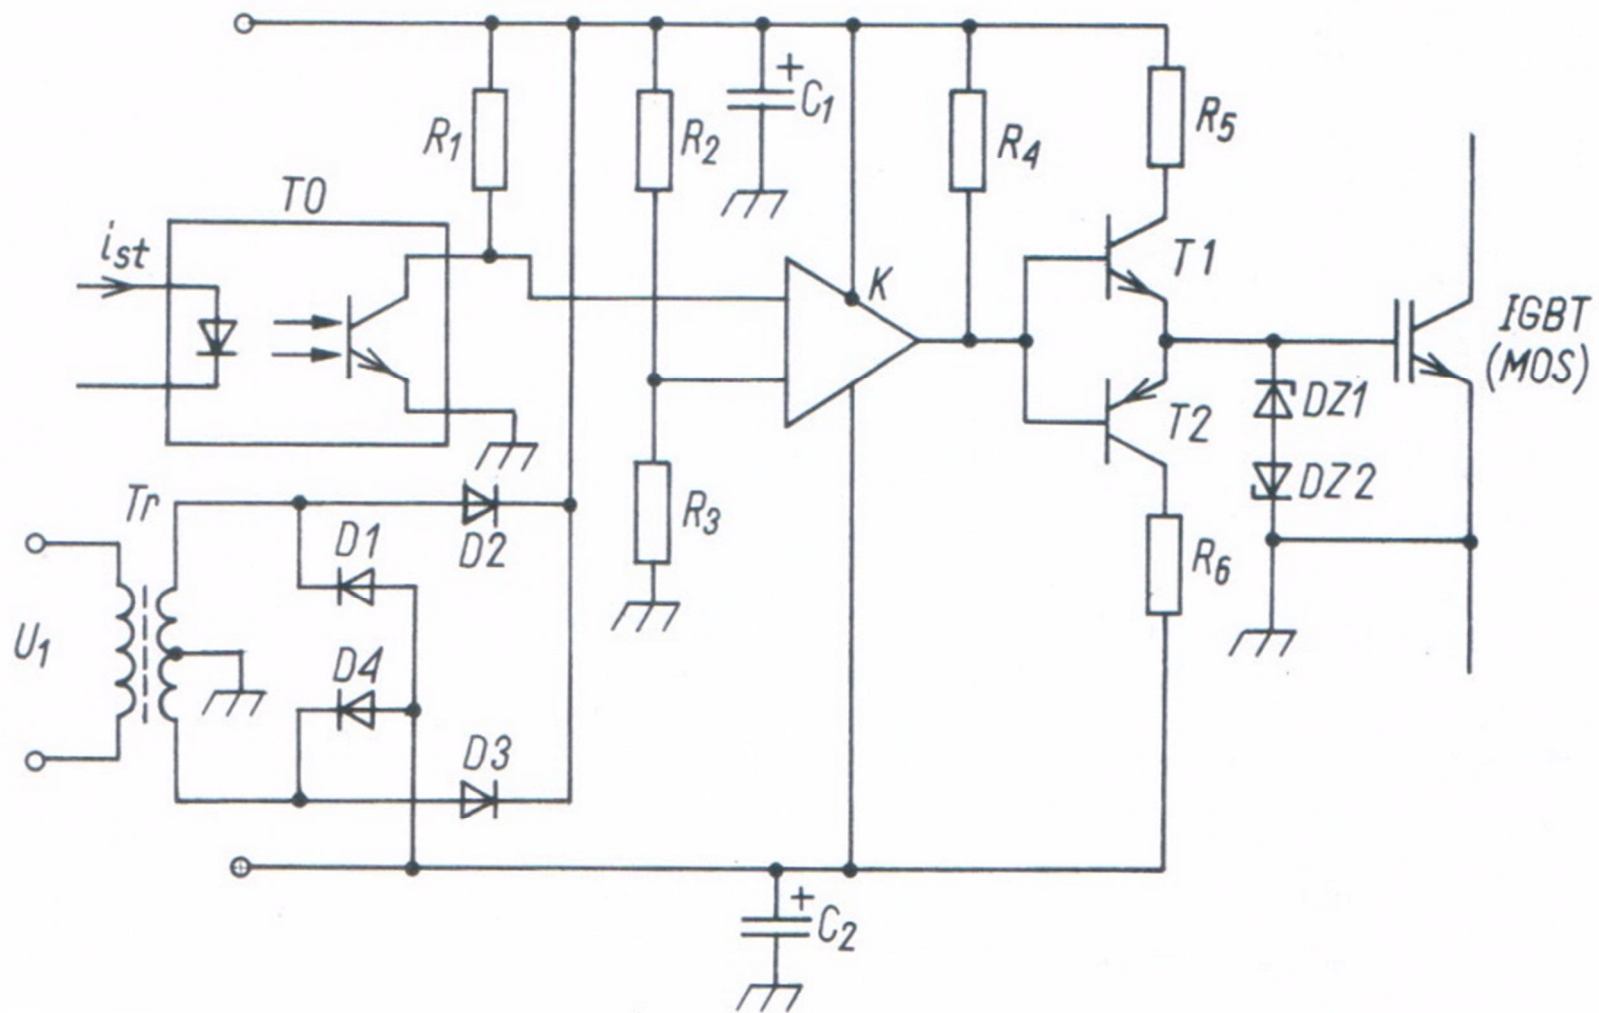 +
C1
R1
R2
R4
R5
TO
ist
K
T1
IGBT
(MOS)
T2
DZ1
DZ2
Tr
D1
D2
R3
R6
U1
D4
D3
+
C2